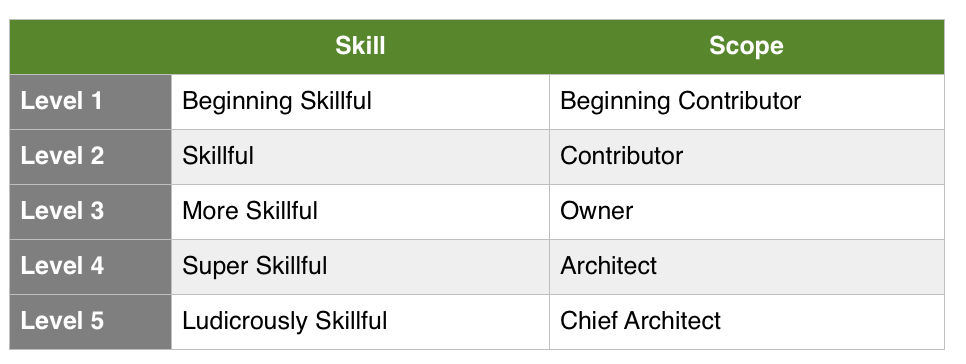 Skill Scope
Level 1 Beginning Skillful Beginning Contributor
Level 2 Skillful Contributor
Level 3 More Skillful Owner
Level 4 Super Skillful Architect
Level 5 Ludicrously Skillful Chief Architect